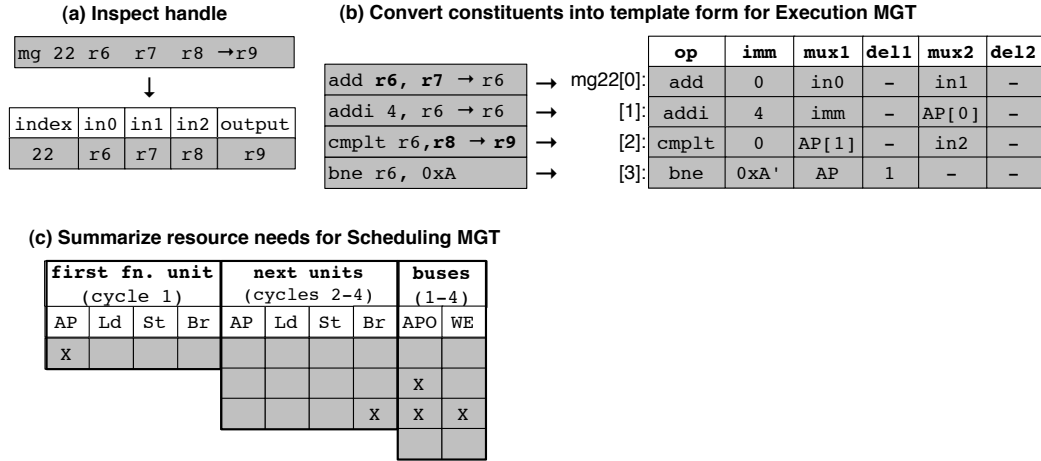 (a) Inspect handle
mg 22 r6 r7 r8 →r9
↓
index in0 in1 in2 output
22 r6 r7 r8 r9
(b) Convert constituents into template form for Execution MGT
op imm mux1 del1 mux2 del2
add r6, r7 → r6 → mg22[0]: add 0 in0 – in1 –
addi 4, r6 → r6 → [1]: addi 4 imm – AP[0] –
cmplt r6,r8 → r9 → [2]: cmplt 0 AP[1] – in2 –
bne r6, 0xA → [3]: bne 0xA' AP 1 – –
(c) Summarize resource needs for Scheduling MGT
first fn. unit next units buses
(cycle 1) (cycles 2–4) (1–4)
AP Ld St Br AP Ld St Br APO WE
X
X
X X X